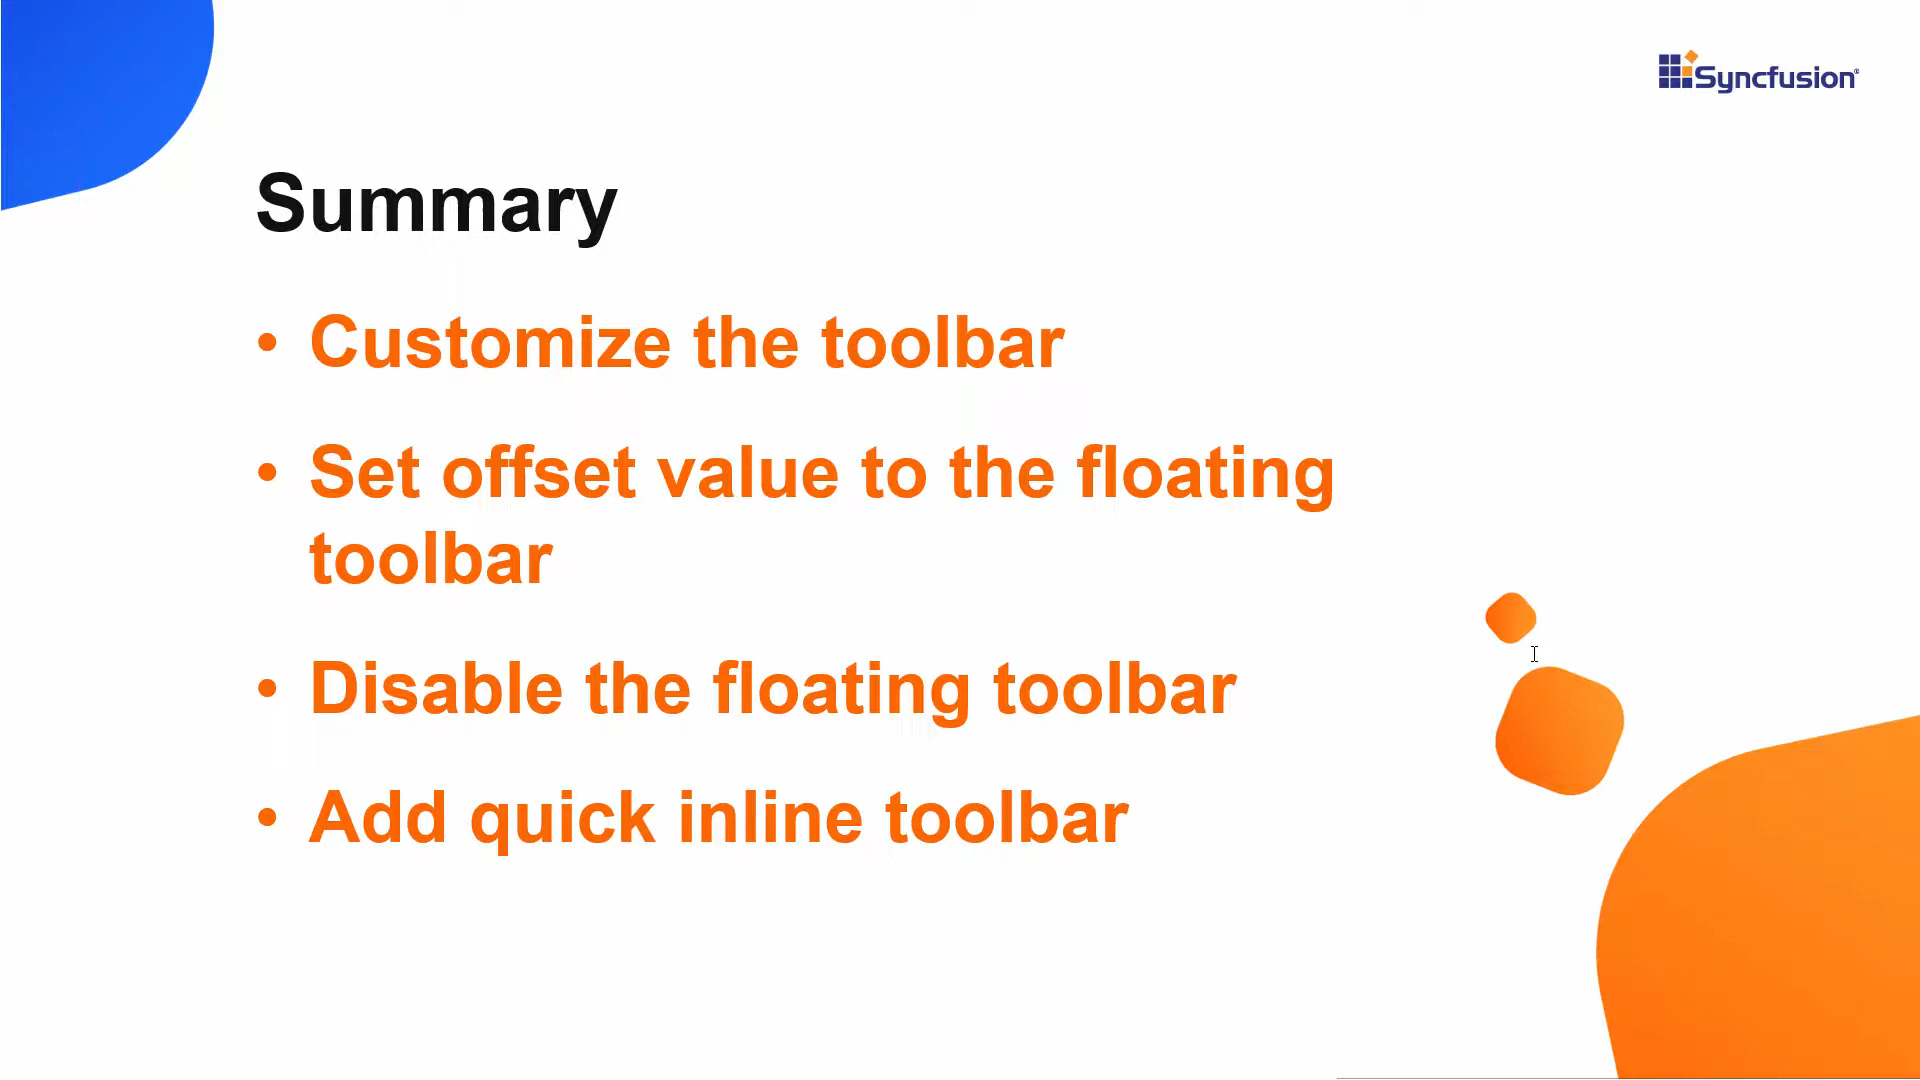 Syncfusion®
Summary
• Customize the toolbar
• Set offset value to the floating
toolbar
• Disable the floating toolbar
• Add quick inline toolbar